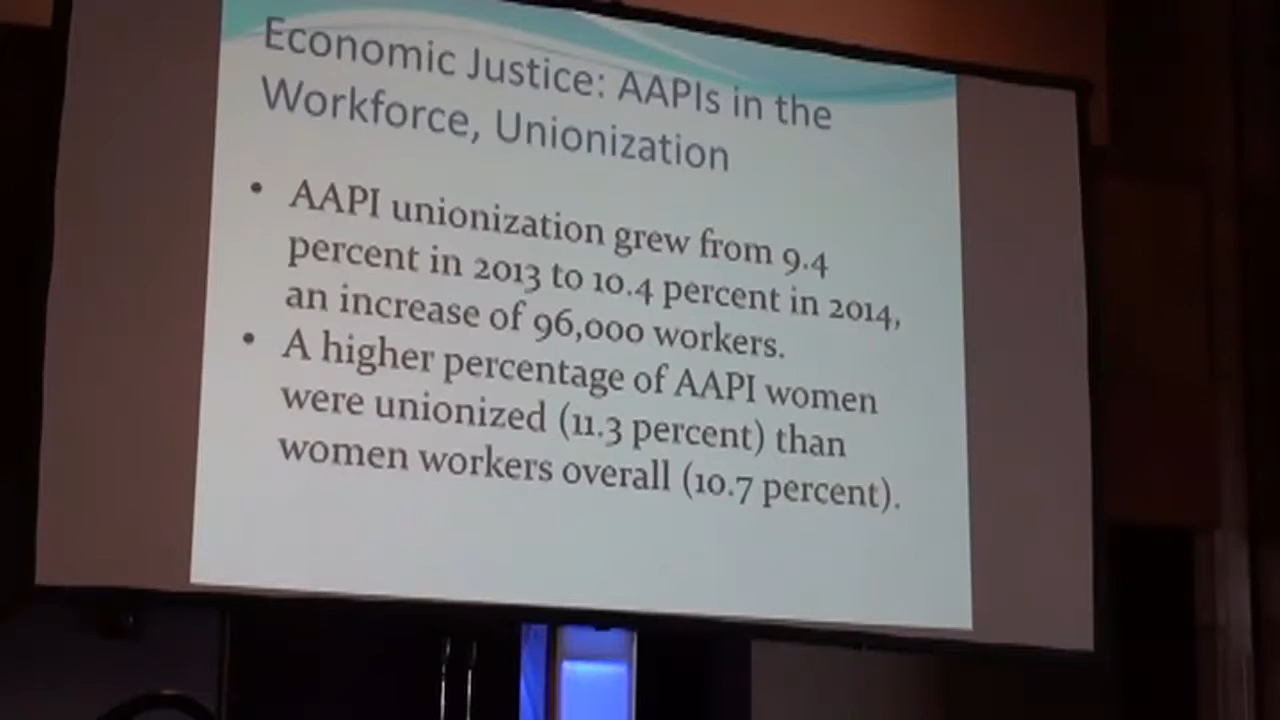 Economic Justice: AAPIs in the
Workforce, Unionization
• AAPI unionization grew from 9.4
percent in 2013 to 10.4 percent in 2014,
an increase of 96,000 workers.
• A higher percentage of AAPI women
were unionized (11.3 percent) than
women workers overall (10.7 percent).